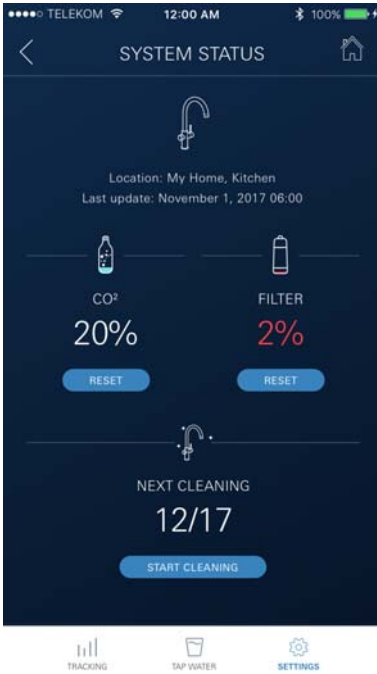 TELEKOM 12:00 AM 100%
SYSTEM STATUS
Location: My Home, Kitchen
Last update: November 1, 2017 06:00
CO² FILTER
20% 2%
RESET RESET
NEXT CLEANING
12/17
START CLEANING
TRACKING TAP WATER SETTINGS